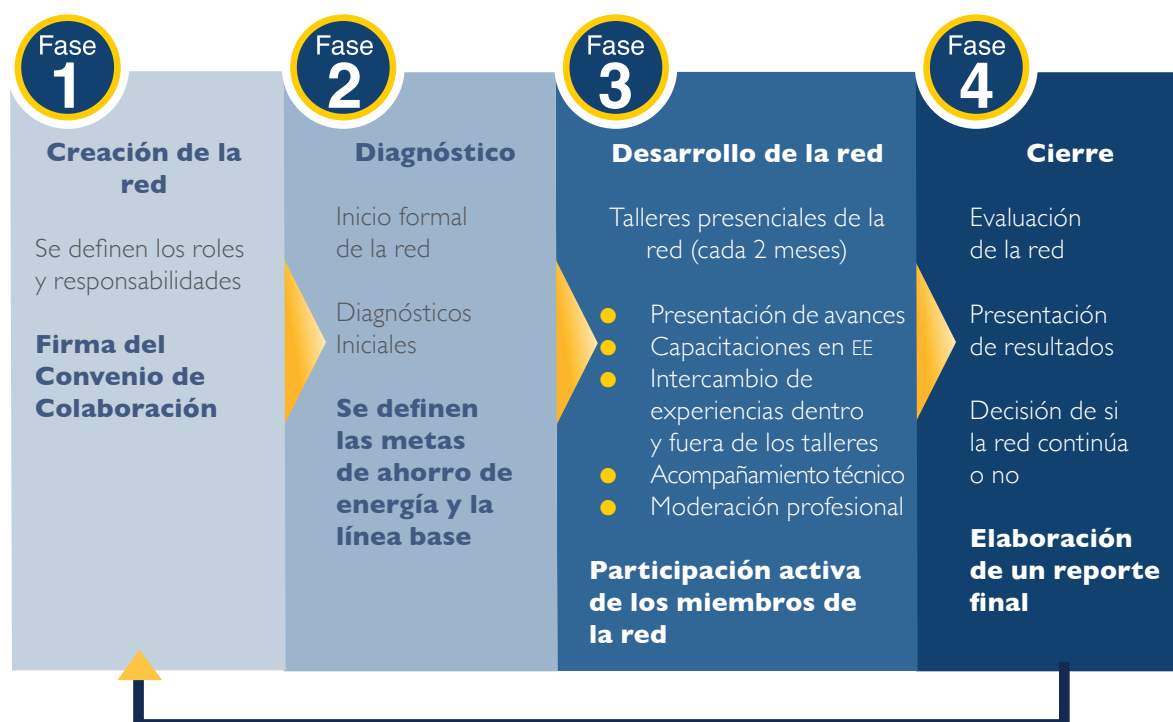 Fase
1
Creación de la
red
Se definen los roles
y responsabilidades
Firma del
Convenio de
Colaboración
Fase
2
Diagnóstico
Inicio formal
de la red
Diagnósticos
Iniciales
Se definen
las metas
de ahorro de
energía y la
línea base
Fase
3
Desarrollo de la red
Talleres presenciales de la
red (cada 2 meses)
Presentación de avances
Capacitaciones en EE
Intercambio de
experiencias dentro
y fuera de los talleres
Acompañamiento técnico
Moderación profesional
Participación activa
de los miembros de
la red
Fase
4
Cierre
Evaluación
de la red
Presentación
de resultados
Decisión de si
la red continúa
o no
Elaboración
de un reporte
final